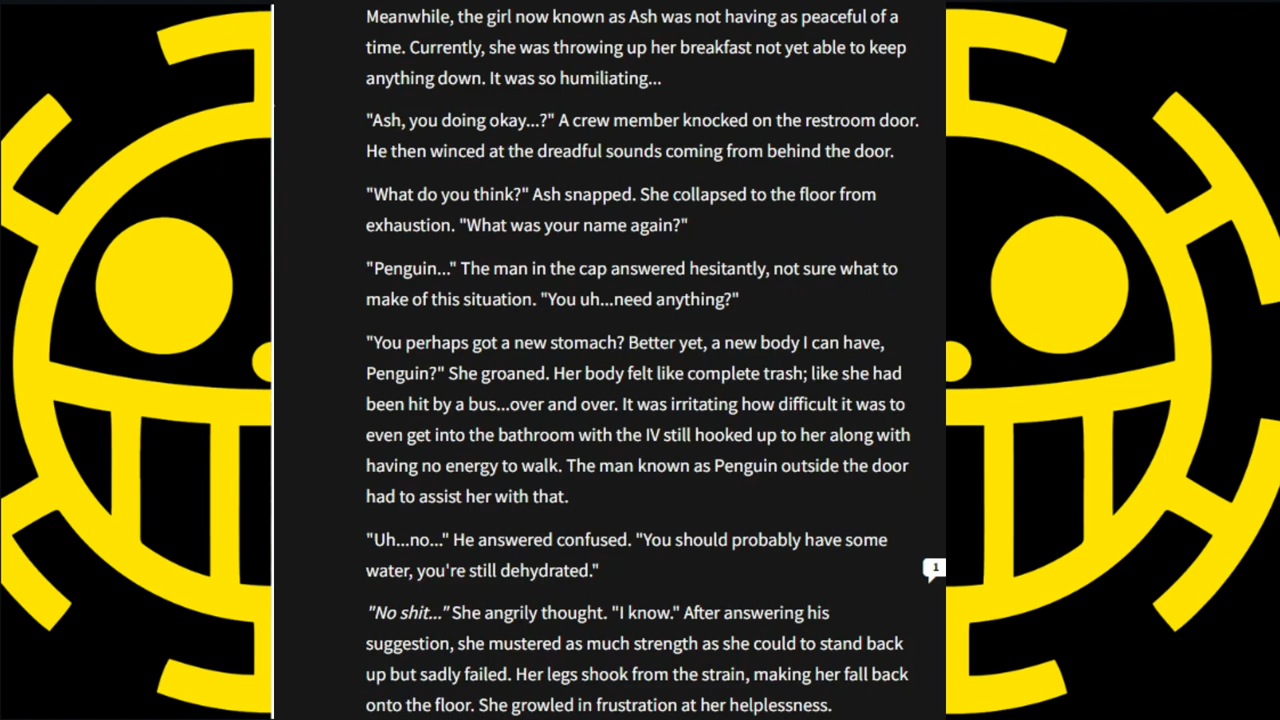 Meanwhile, the girl now known as Ash was not having as peaceful of a
time. Currently, she was throwing up her breakfast not yet able to keep
anything down. It was so humiliating...
"Ash, you doing okay...?" A crew member knocked on the restroom door.
He then winced at the dreadful sounds coming from behind the door.
"What do you think?" Ash snapped. She collapsed to the floor from
exhaustion. "What was your name again?"
"Penguin..." The man in the cap answered hesitantly, not sure what to
make of this situation. "You uh...need anything?"
"You perhaps got a new stomach? Better yet, a new body I can have,
Penguin?" She groaned. Her body felt like complete trash; like she had
been hit by a bus...over and over. It was irritating how difficult it was to
even get into the bathroom with the IV still hooked up to her along with
having no energy to walk. The man known as Penguin outside the door
had to assist her with that.
"Uh...no..." He answered confused. "You should probably have some
water, you're still dehydrated."
1
"No shit..." She angrily thought. "I know." After answering his
suggestion, she mustered as much strength as she could to stand back
up but sadly failed. Her legs shook from the strain, making her fall back
onto the floor. She growled in frustration at her helplessness.